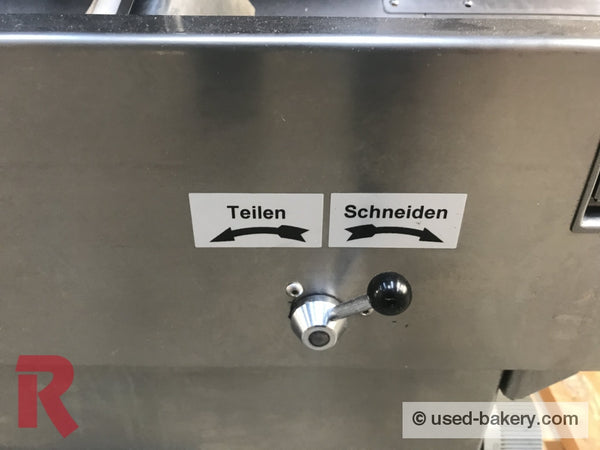 Teilen
Schneiden
R
© used-bakery.com